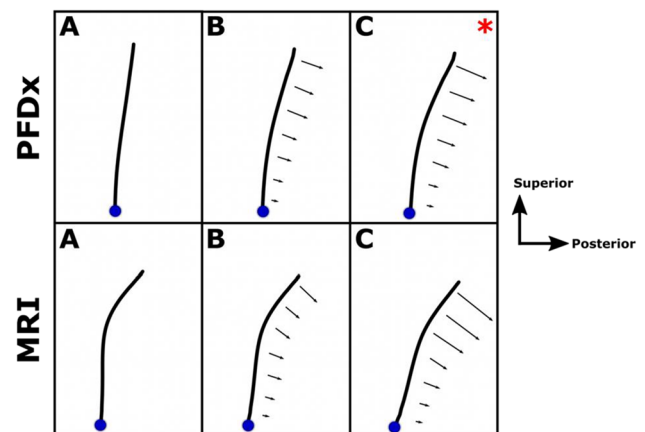 A B C *
PFDx
Superior
Posterior
A B C
MRI